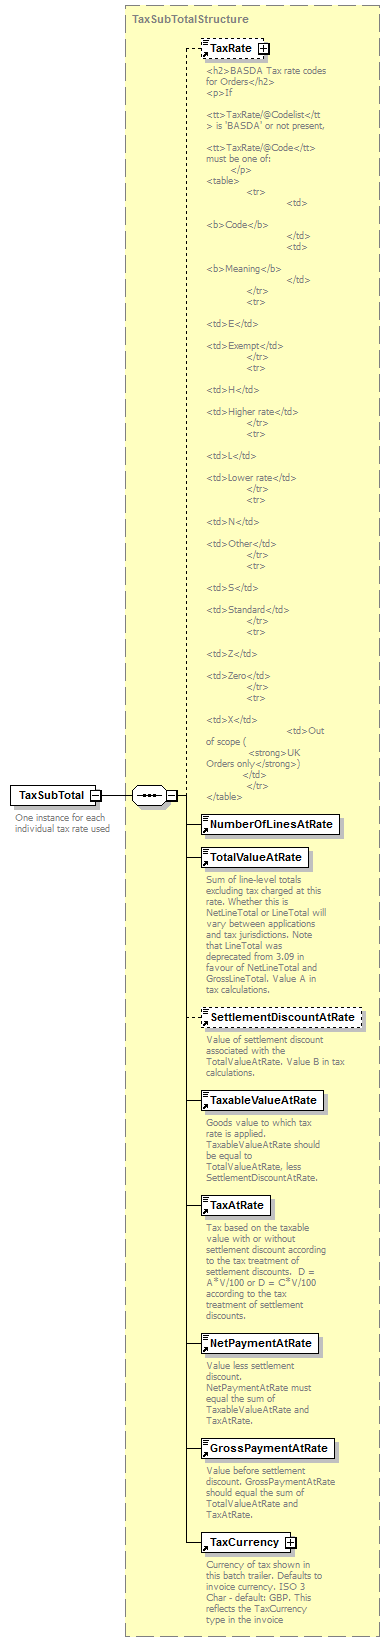 TaxSubTotalStructure
TaxRate
<h2>BASDA Tax rate codes
for Orders</h2>
<p>If
<tt>TaxRate/@Codelist</tt
> is 'BASDA' or not present,
<tt>TaxRate/@Code</tt>
must be one of:
</p>
<table>
<tr>
<td>
<b>Code</b>
</td>
<td>
<b>Meaning</b>
</td>
</tr>
<tr>
<td>E</td>
<td>Exempt</td>
</tr>
<tr>
<td>H</td>
<td>Higher rate</td>
</tr>
<tr>
<td>L</td>
<td>Lower rate</td>
</tr>
<tr>
<td>N</td>
<td>Other</td>
</tr>
<tr>
<td>S</td>
<td>Standard</td>
</tr>
<tr>
<td>Z</td>
<td>Zero</td>
</tr>
<tr>
<td>X</td>
<td>Out
of scope (
<strong>UK
Orders only</strong>)
</td>
</tr>
</table>
TaxSubTotal
One instance for each
individual tax rate used
NumberOfLinesAtRate
TotalValueAtRate
Sum of line-level totals
excluding tax charged at this
rate. Whether this is
NetLineTotal or LineTotal will
vary between applications
and tax jurisdictions. Note
that LineTotal was
deprecated from 3.09 in
favour of NetLineTotal and
GrossLineTotal. Value A in
tax calculations.
SettlementDiscountAtRate
Value of settlement discount
associated with the
TotalValueAtRate. Value B in tax
calculations.
TaxableValueAtRate
Goods value to which tax
rate is applied.
TaxableValueAtRate should
be equal to
TotalValueAtRate, less
SettlementDiscountAtRate.
TaxAtRate
Tax based on the taxable
value with or without
settlement discount according
to the tax treatment of
settlement discounts.  D =
A*V/100 or D = C*V/100
according to the tax
treatment of settlement
discounts.
NetPaymentAtRate
Value less settlement
discount.
NetPaymentAtRate must
equal the sum of
TaxableValueAtRate and
TaxAtRate.
GrossPaymentAtRate
Value before settlement
discount. GrossPaymentAtRate
should equal the sum of
TotalValueAtRate and
TaxAtRate.
TaxCurrency
Currency of tax shown in
this batch trailer. Defaults to
invoice currency. ISO 3
Char - default: GBP. This
reflects the TaxCurrency
type in the invoice